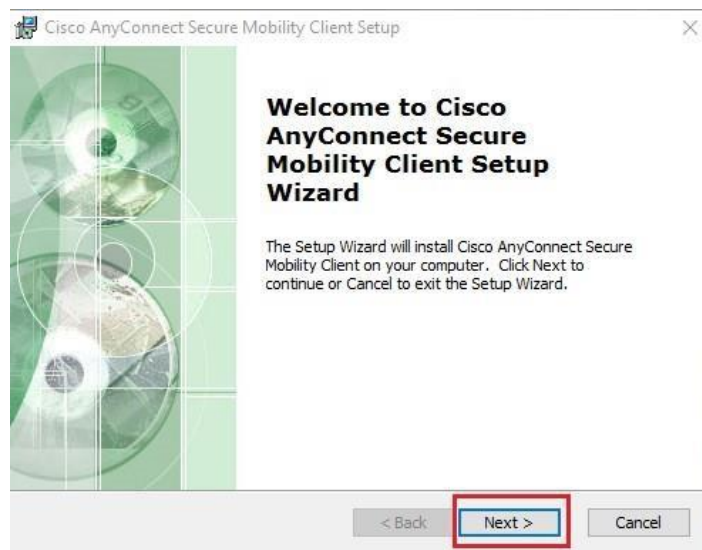 Cisco AnyConnect Secure Mobility Client Setup
Welcome to Cisco
AnyConnect Secure
Mobility Client Setup
Wizard
The Setup Wizard will install Cisco AnyConnect Secure
Mobility Client on your computer. Click Next to
continue or Cancel to exit the Setup Wizard.
< Back Next > Cancel